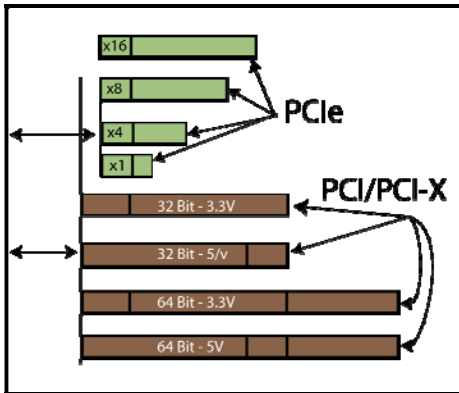 x16
x8
PCIe
x4
x1
PCI/PCI-X
32 Bit - 3.3V
32 Bit - 5/v
64 Bit - 3.3V
64 Bit - 5V